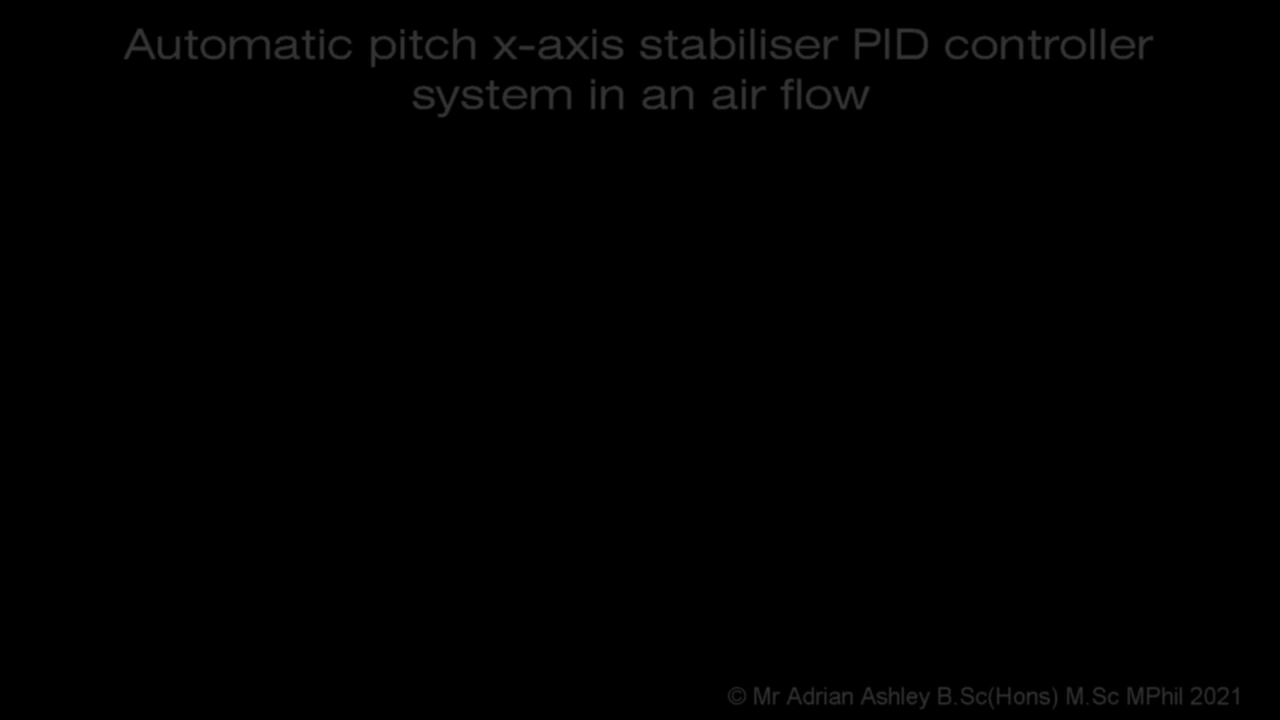 Automatic pitch x-axis stabiliser PID controller
system in an air flow
© Mr Adrian Ashley B.Sc(Hons) M.Sc MPhil 2021